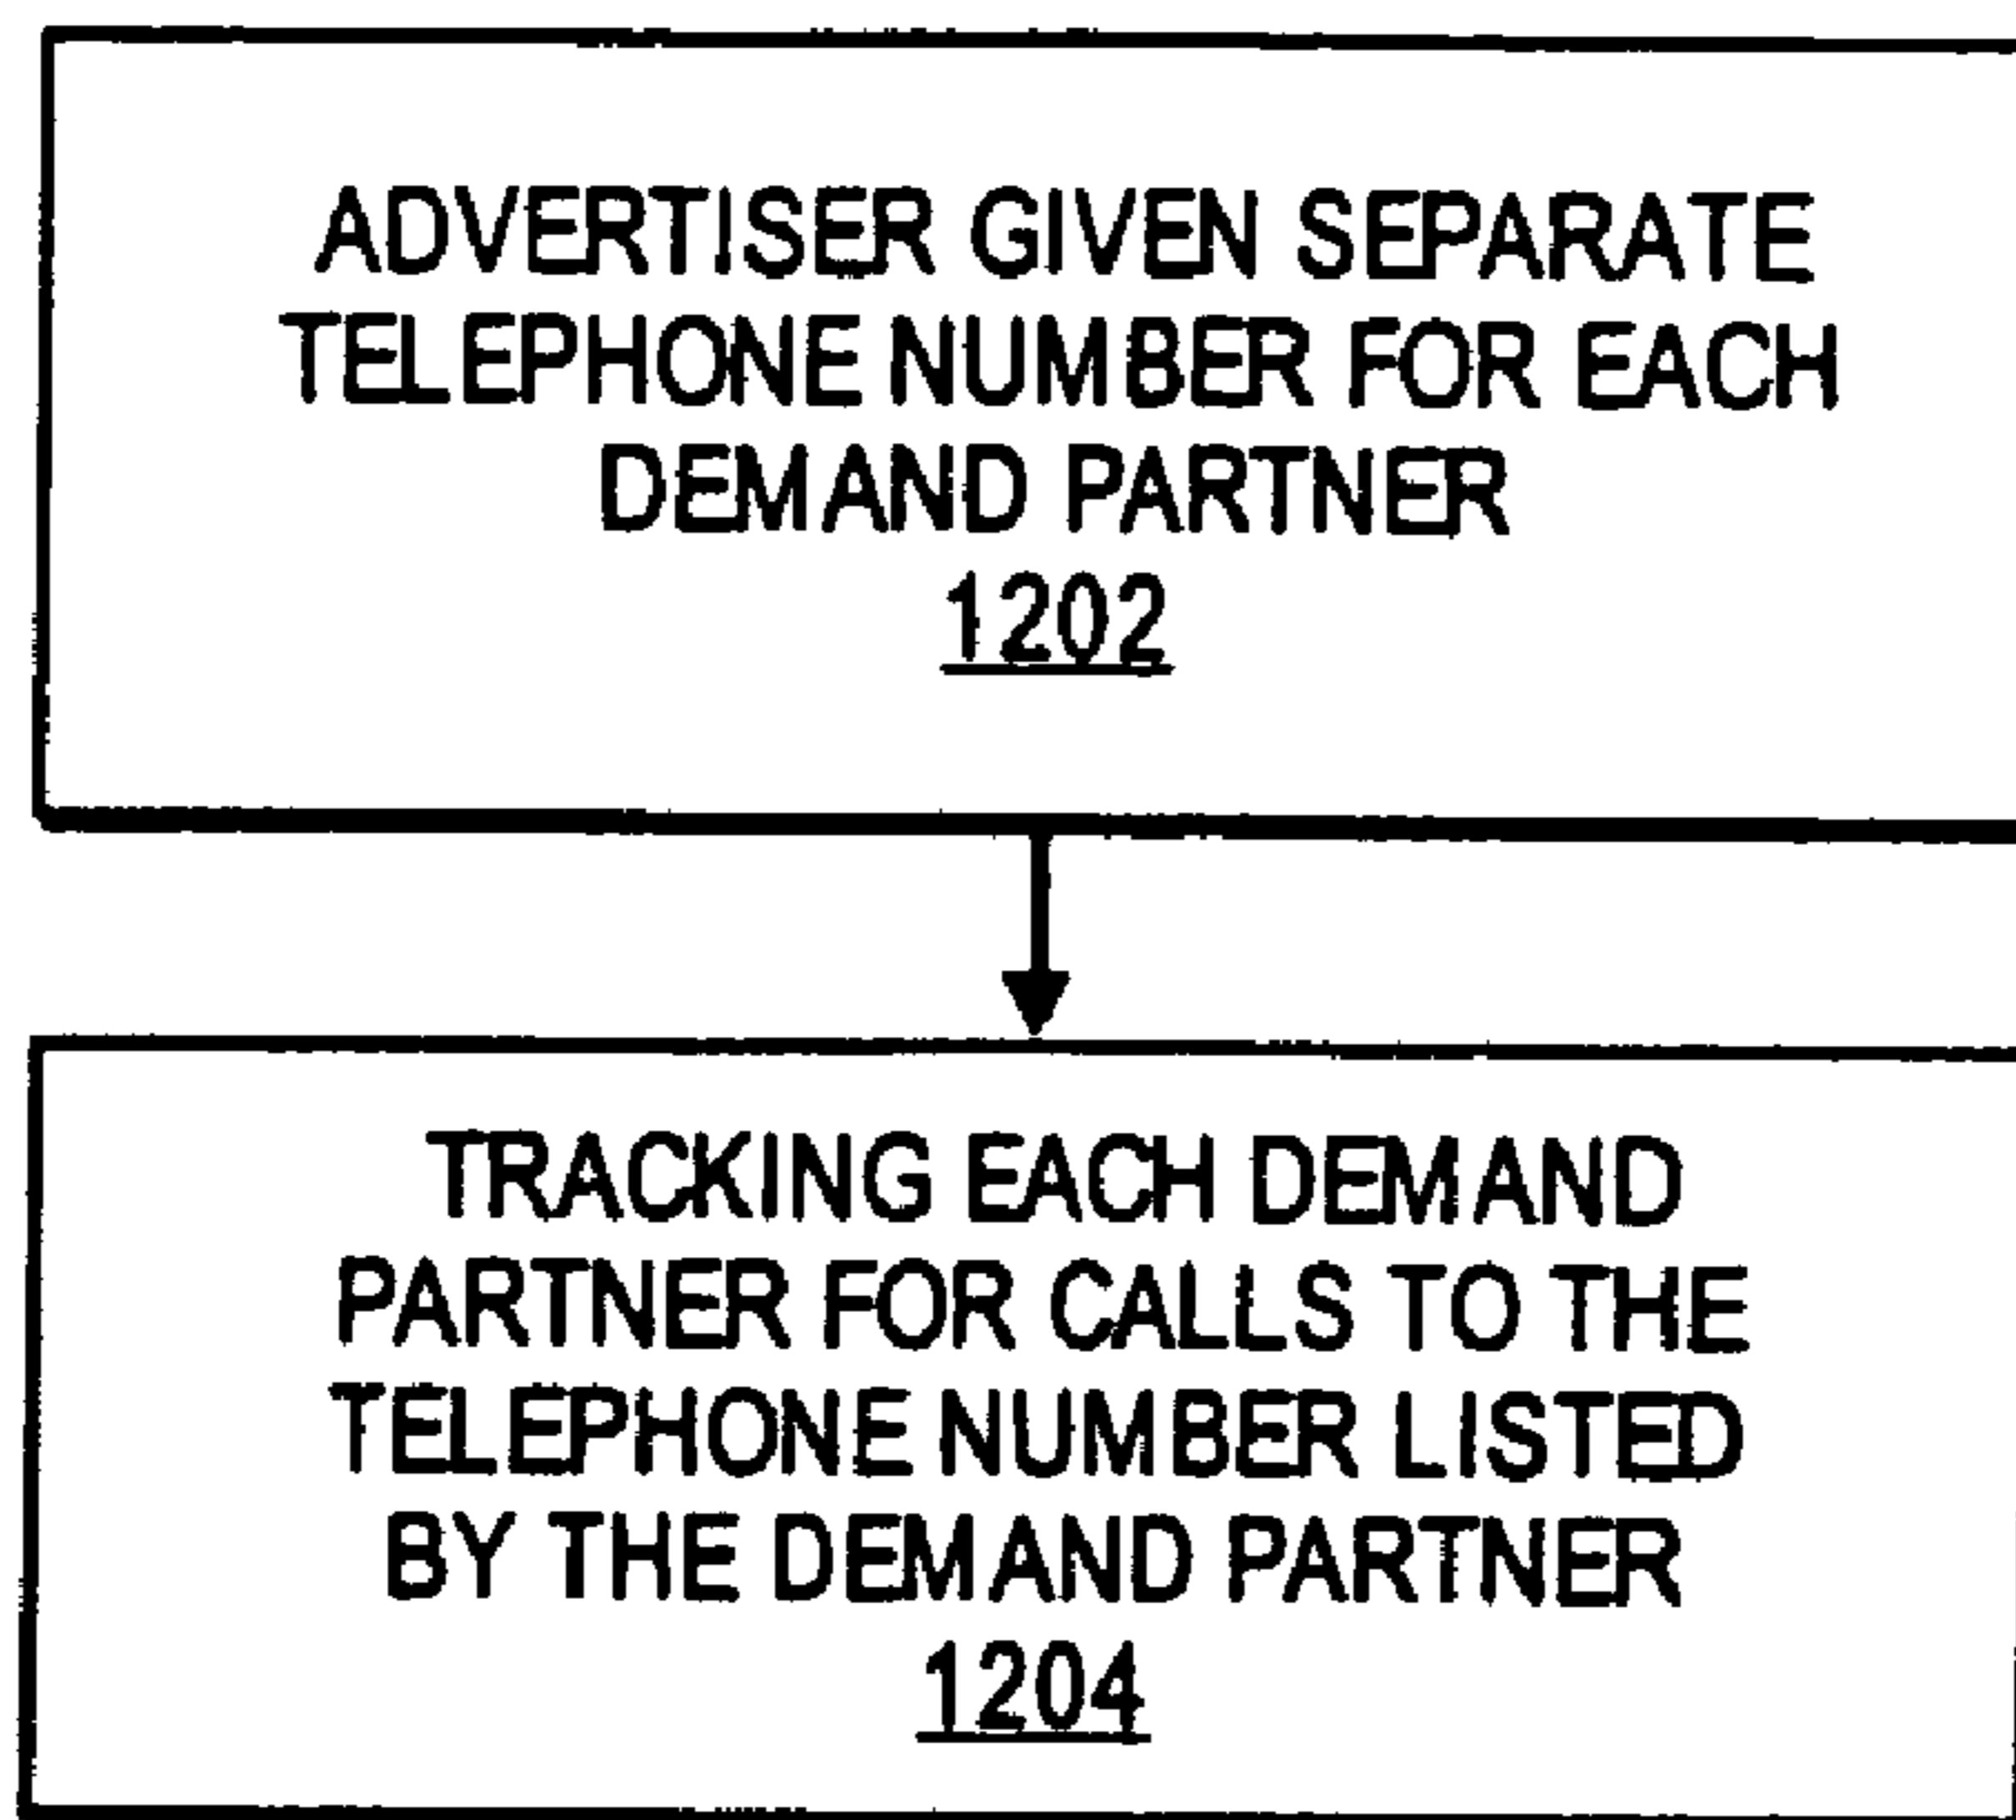 ADVERTISER GIVEN SEPARATE
TELEPHONE NUMBER FOR EACH
DEMAND PARTNER
1202
TRACKING EACH DEMAND
PARTNER FOR CALLS TO THE
TELEPHONE NUMBER LISTED
BY THE DEMAND PARTNER
1204